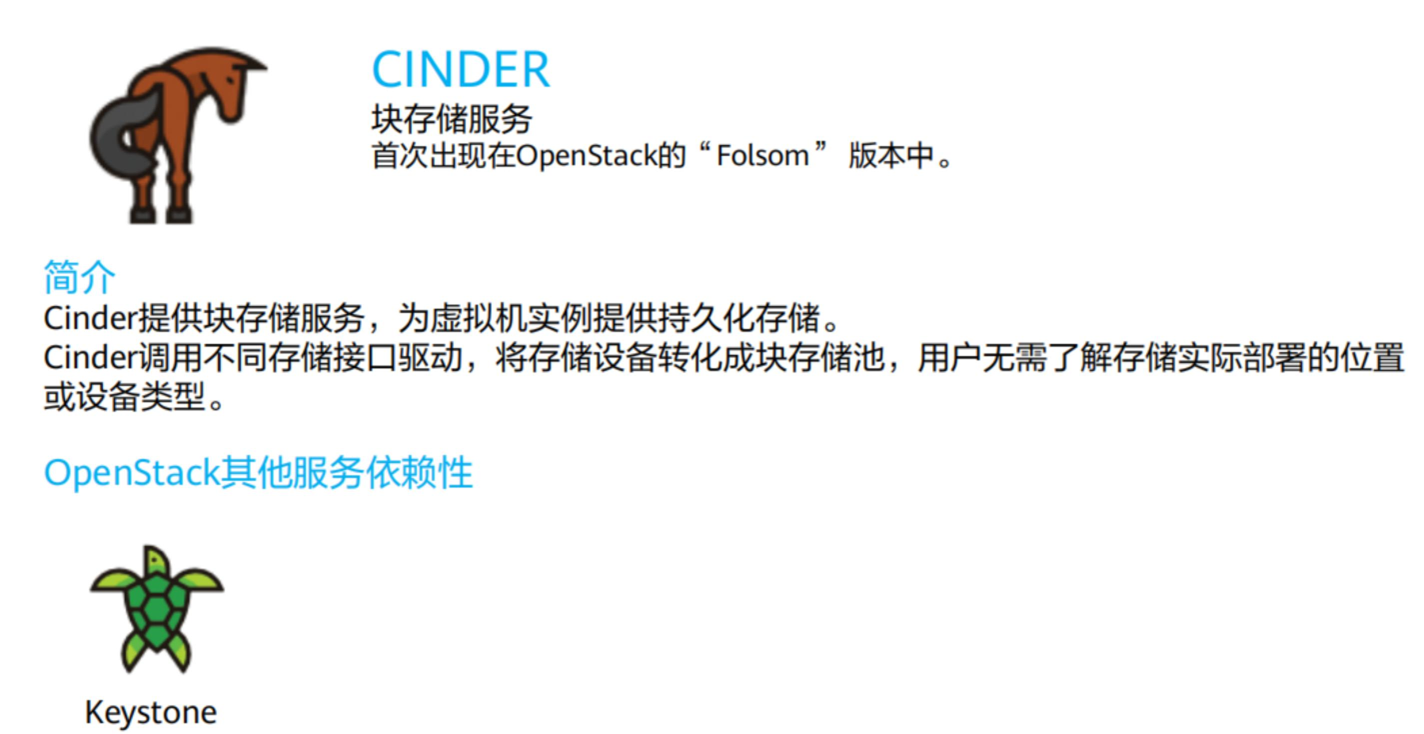 CINDER
块存储服务
首次出现在OpenStack的“Folsom” 版本中。
简介
Cinder提供块存储服务，为虚拟机实例提供持久化存储。
Cinder调用不同存储接口驱动，将存储设备转化成块存储池，用户无需了解存储实际部署的位置
或设备类型。
OpenStack其他服务依赖性
Keystone